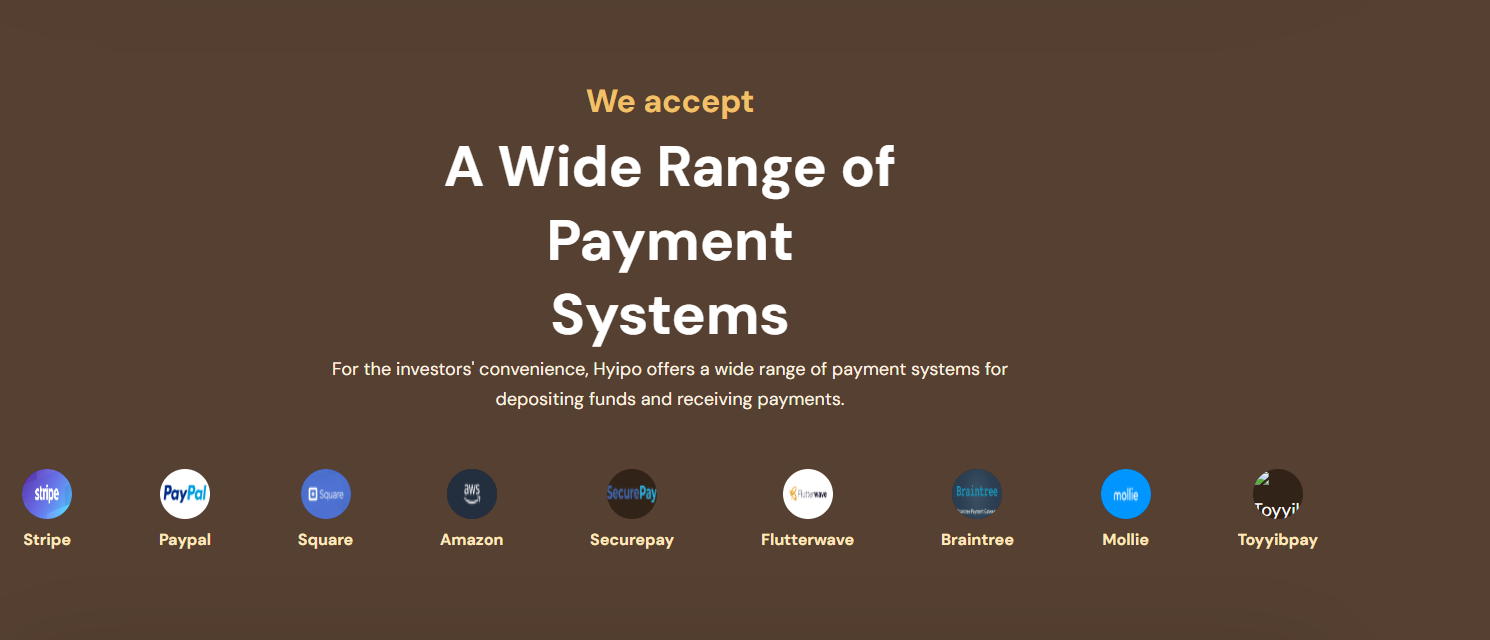 We accept
A Wide Range of
Payment
Systems
For the investors' convenience, Hyipo offers a wide range of payment systems for
depositing funds and receiving payments.
stripe
PayPal
Square
aws
SecurePay
Flutterwave
Braintree
mollie
Toyyil
Stripe
Paypal
Square
Amazon
Securepay
Flutterwave
Braintree
Mollie
Toyyibpay